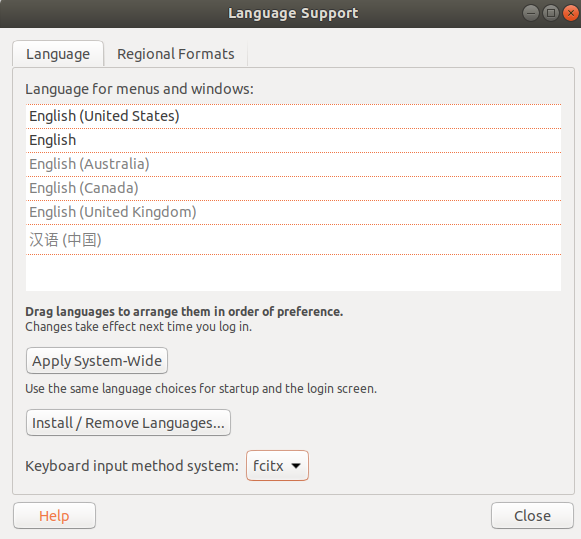 Language Support
Language Regional Formats
Language for menus and windows:
English (United States)
English
English (Australia)
English (Canada)
English (United Kingdom)
汉语 (中国)
Drag languages to arrange them in order of preference.
Changes take effect next time you log in.
Apply System-Wide
Use the same language choices for startup and the login screen.
Install / Remove Languages...
Keyboard input method system: fcitx
Help Close